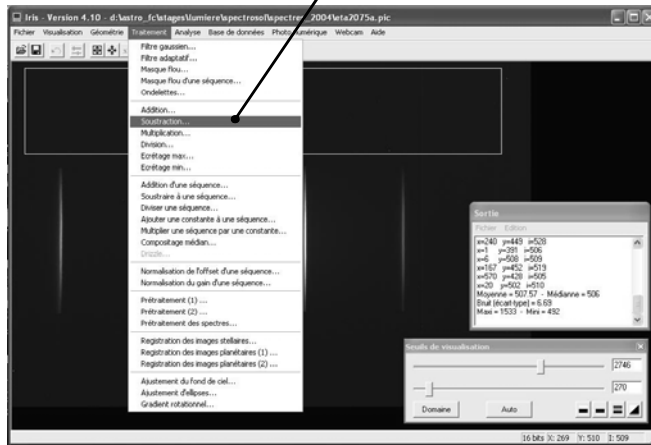 Iris - Version 4.10 - d:\astro_fc\stages\lumiere\spectrosol\spectres_2004\eta2075a.pic
Fichier Visualisation Géométrie Traitement Analyse Base de données Photo numérique Webcam Aide
Filtre gaussien...
Filtre adaptatif...
Masque flou...
Masque flou d'une séquence...
Ondelettes...
Addition...
Soustraction...
Multiplication...
Division...
Ecrêtage max...
Ecrêtage min...
Addition d'une séquence...
Soustraire à une séquence...
Diviser une séquence...
Ajouter une constante à une séquence...
Multiplier une séquence par une constante...
Compositage médian...
Drizzle...
Normalisation de l'offset d'une séquence...
Normalisation du gain d'une séquence...
Prétraitement (1) ...
Prétraitement (2) ...
Prétraitement des spectres...
Registration des images stellaires...
Registration des images planétaires (1) ...
Registration des images planétaires (2) ...
Ajustement du fond de ciel...
Ajustement d'ellipses...
Gradient rotationnel...
Sortie
Fichier Edition
x=240 y=449 i=528
x=1 y=391 i=506
x=6 y=508 i=509
x=167 y=452 i=519
x=570 y=428 i=505
x=20 y=502 i=510
Moyenne = 507.57 - Médianne = 506
Bruit (écart-type) = 6.69
Maxi = 1533 - Mini = 492
Seuils de visualisation
2746
270
Domaine Auto
16 bits X: 269 Y: 510 I: 509